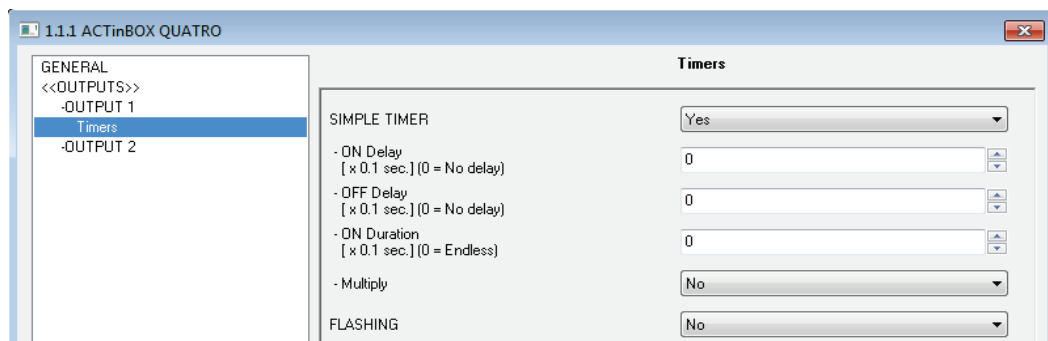 1.1.1 ACTinBOX QUATRO
GENERAL
<<OUTPUTS>>
-OUTPUT 1
Timers
-OUTPUT 2
Timers
SIMPLE TIMER
Yes
- ON Delay
[ x 0.1 sec.] (0 = No delay)
0
- OFF Delay
[ x 0.1 sec.] (0 = No delay)
0
- ON Duration
[ x 0.1 sec.] (0 = Endless)
0
- Multiply
No
FLASHING
No